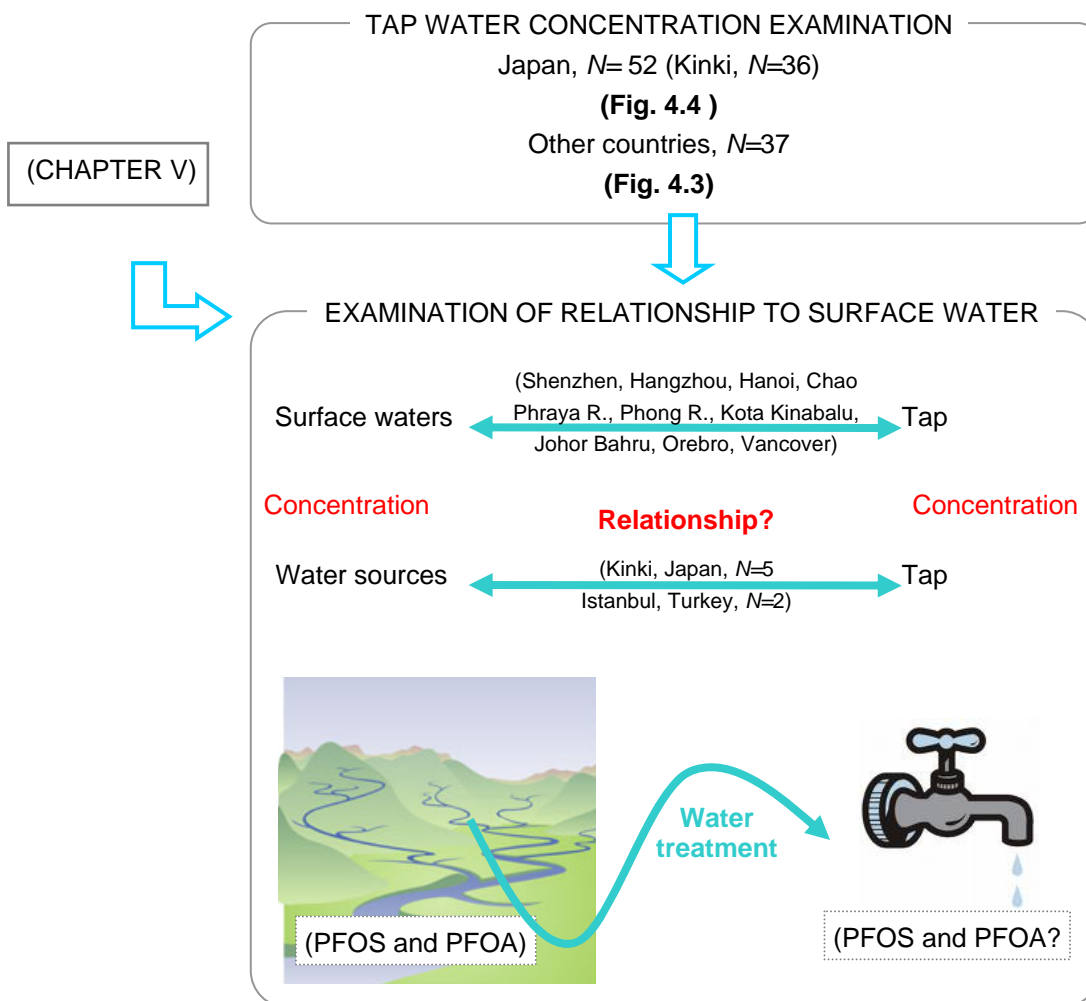 TAP WATER CONCENTRATION EXAMINATION
Japan, N= 52 (Kinki, N=36)
(Fig. 4.4 )
Other countries, N=37
(Fig. 4.3)
(CHAPTER V)
EXAMINATION OF RELATIONSHIP TO SURFACE WATER
(Shenzhen, Hangzhou, Hanoi, Chao
Phraya R., Phong R., Kota Kinabalu,
Johor Bahru, Orebro, Vancover)
Surface waters
Tap
Concentration
Relationship?
Concentration
Water sources
(Kinki, Japan, N=5
Istanbul, Turkey, N=2)
Tap
Water
treatment
(PFOS and PFOA)
(PFOS and PFOA?